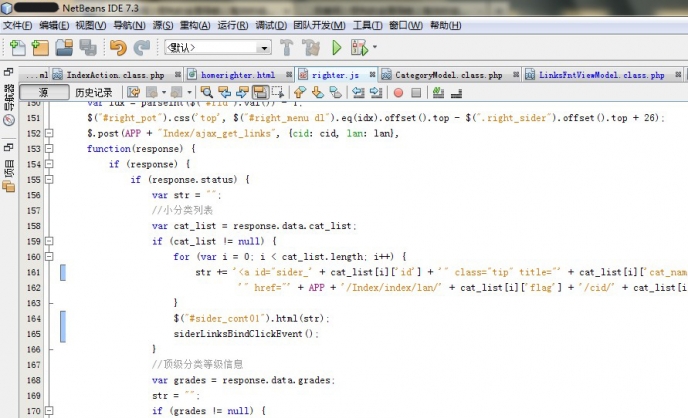 NetBeans IDE 7.3
文件(F) 编辑(E) 视图(V) 导航(N) 源(S) 重构(A) 运行(R) 调试(D) 团队开发(M) 工具(T) 窗口(W) 帮助(H)
<默认>
...ml IndexAction.class.php homerighter.html righter.js CategoryModel.class.php LinksFntViewModel.class.php
源 历史记录
150 var idx = parseInt($("#fid").val()) - 1;
151 $("#right_pot").css('top', $("#right_menu dl").eq(idx).offset().top - $(".right_sider").offset().top + 26);
152 $.post(APP + "Index/ajax_get_links", {cid: cid, lan: lan},
153 function(response) {
154 if (response) {
155 if (response.status) {
156 var str = "";
157 //小分类列表
158 var cat_list = response.data.cat_list;
159 if (cat_list != null) {
160 for (var i = 0; i < cat_list.length; i++) {
161 str += '<a id="sider_' + cat_list[i]['id'] + '" class="tip" title="' + cat_list[i]['cat_nam
162 '" href="' + APP + '/Index/index/lan/' + cat_list[i]['flag'] + '/cid/' + cat_list[i
163 }
164 $("#sider_cont01").html(str);
165 siderLinksBindClickEvent();
166 }
167 //顶级分类等级信息
168 var grades = response.data.grades;
169 str = "";
170 if (grades != null) {